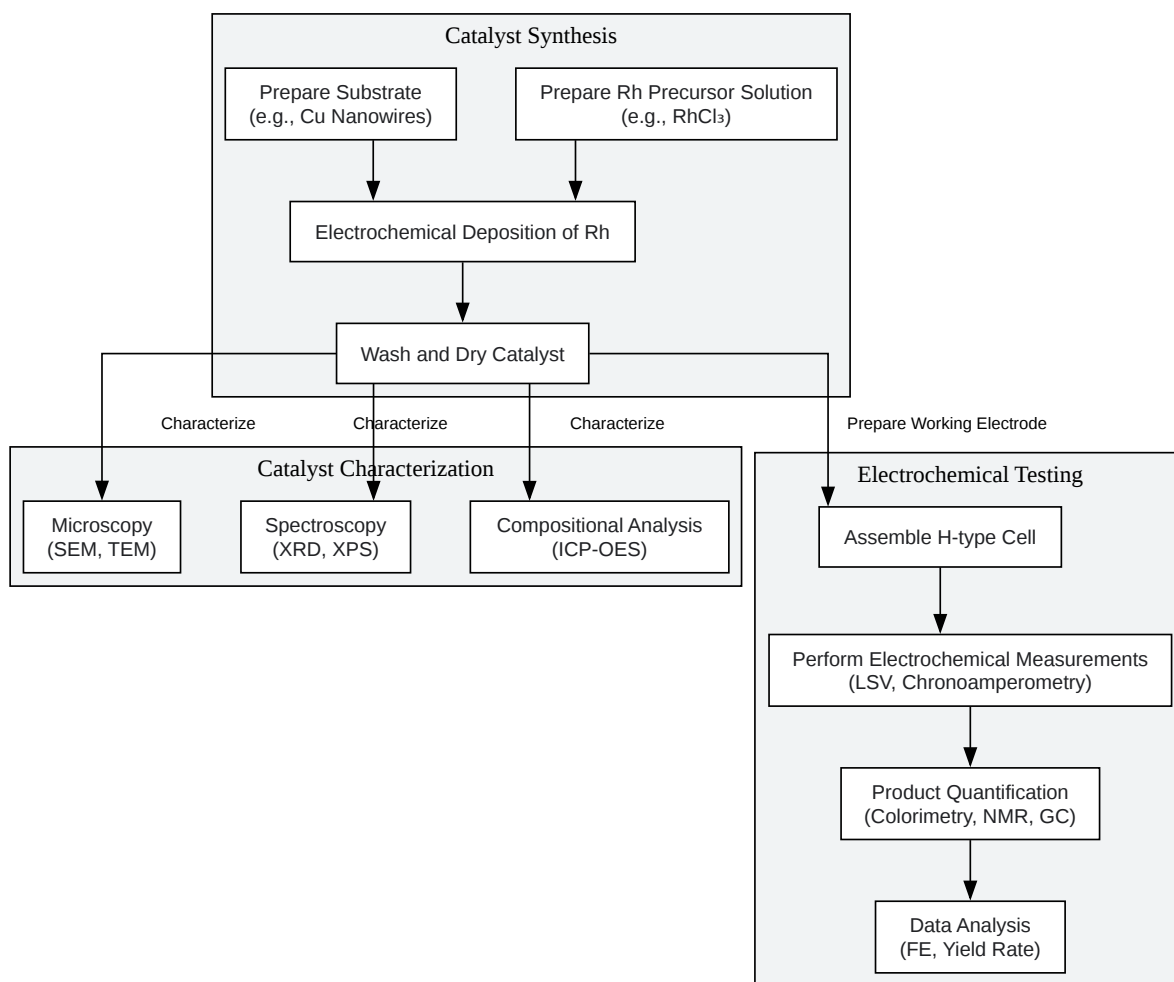 Catalyst Synthesis
Prepare Substrate
(e.g., Cu Nanowires)
Prepare Rh Precursor Solution
(e.g., RhCl₃)
Electrochemical Deposition of Rh
Wash and Dry Catalyst
Characterize
Characterize
Characterize
Prepare Working Electrode
Catalyst Characterization
Microscopy
(SEM, TEM)
Spectroscopy
(XRD, XPS)
Compositional Analysis
(ICP-OES)
Electrochemical Testing
Assemble H-type Cell
Perform Electrochemical Measurements
(LSV, Chronoamperometry)
Product Quantification
(Colorimetry, NMR, GC)
Data Analysis
(FE, Yield Rate)